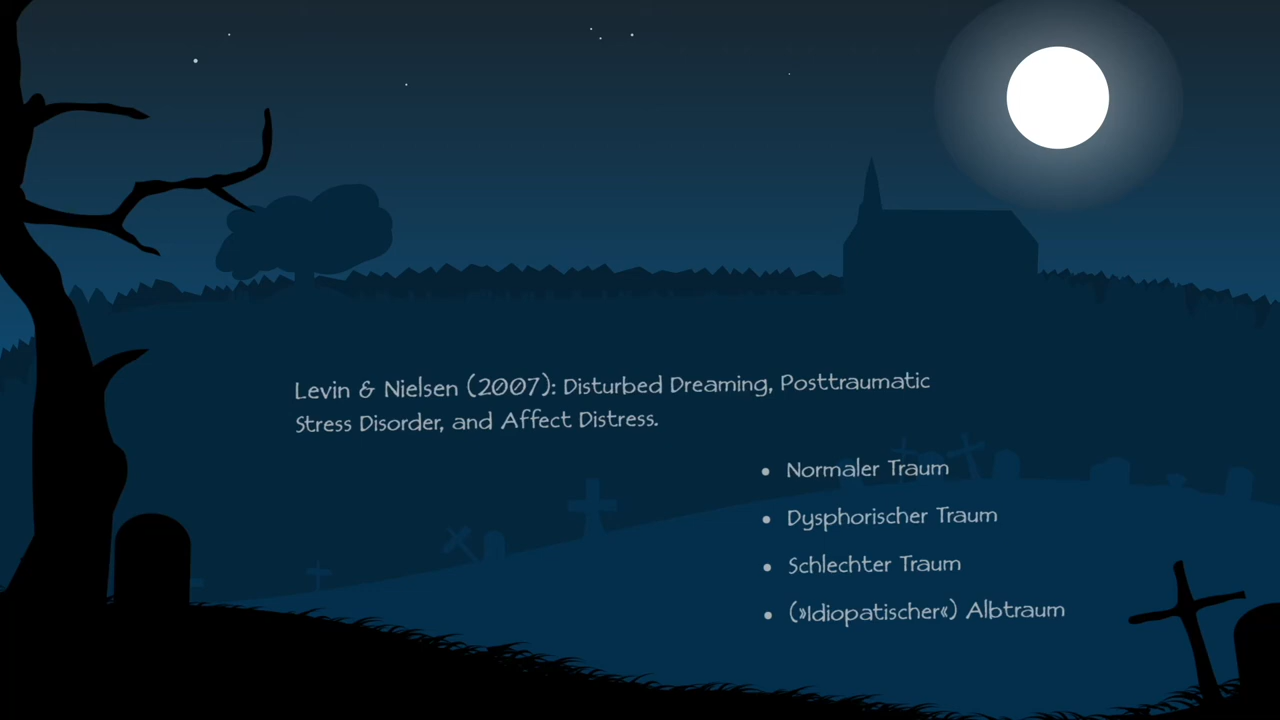 Levin & Nielsen (2007): Disturbed Dreaming, Posttraumatic
Stress Disorder, and Affect Distress.
• Normaler Traum
• Dysphorischer Traum
• Schlechter Traum
• (»Idiopatischer«) Albtraum